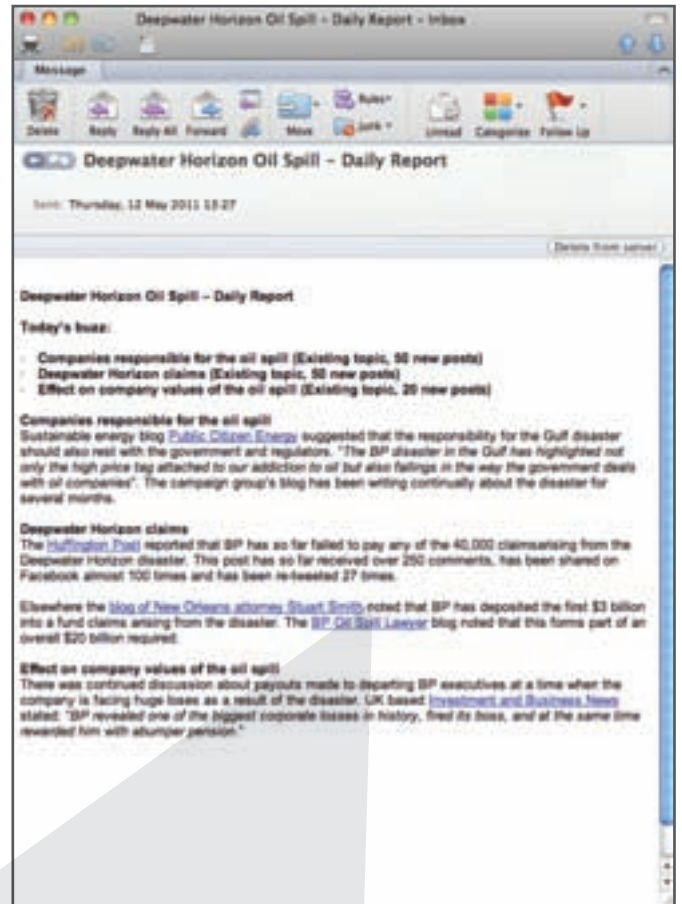 Deepwater Horizon Oil Spill – Daily Report – Inbox
Message
Delete Reply Reply All Forward Move Rules Junk Unread Categorize Follow Up
Deepwater Horizon Oil Spill – Daily Report
Sent: Thursday, 12 May 2011 13:27
Delete from server
Deepwater Horizon Oil Spill – Daily Report
Today's buzz:
Companies responsible for the oil spill (Existing topic, 50 new posts)
Deepwater Horizon claims (Existing topic, 50 new posts)
Effect on company values of the oil spill (Existing topic, 20 new posts)
Companies responsible for the oil spill
Sustainable energy blog Public Citizen Energy suggested that the responsibility for the Gulf disaster
should also rest with the government and regulators. "The BP disaster in the Gulf has highlighted not
only the high price tag attached to our addiction to oil but also failings in the way the government deals
with oil companies". The campaign group's blog has been writing continually about the disaster for
several months.
Deepwater Horizon claims
The Huffington Post reported that BP has so far failed to pay any of the 40,000 claimsarising from the
Deepwater Horizon disaster. This post has so far received over 250 comments, has been shared on
Facebook almost 100 times and has been re-tweeted 27 times.
Elsewhere the blog of New Orleans attorney Stuart Smith noted that BP has deposited the first $3 billion
into a fund claims arising from the disaster. The BP Oil Spill Lawyer blog noted that this forms part of an
overall $20 billion required.
Effect on company values of the oil spill
There was continued discussion about payouts made to departing BP executives at a time when the
company is facing huge loses as a result of the disaster. UK based Investment and Business News
stated: "BP revealed one of the biggest corporate losses in history, fired its boss, and at the same time
rewarded him with abumper pension."